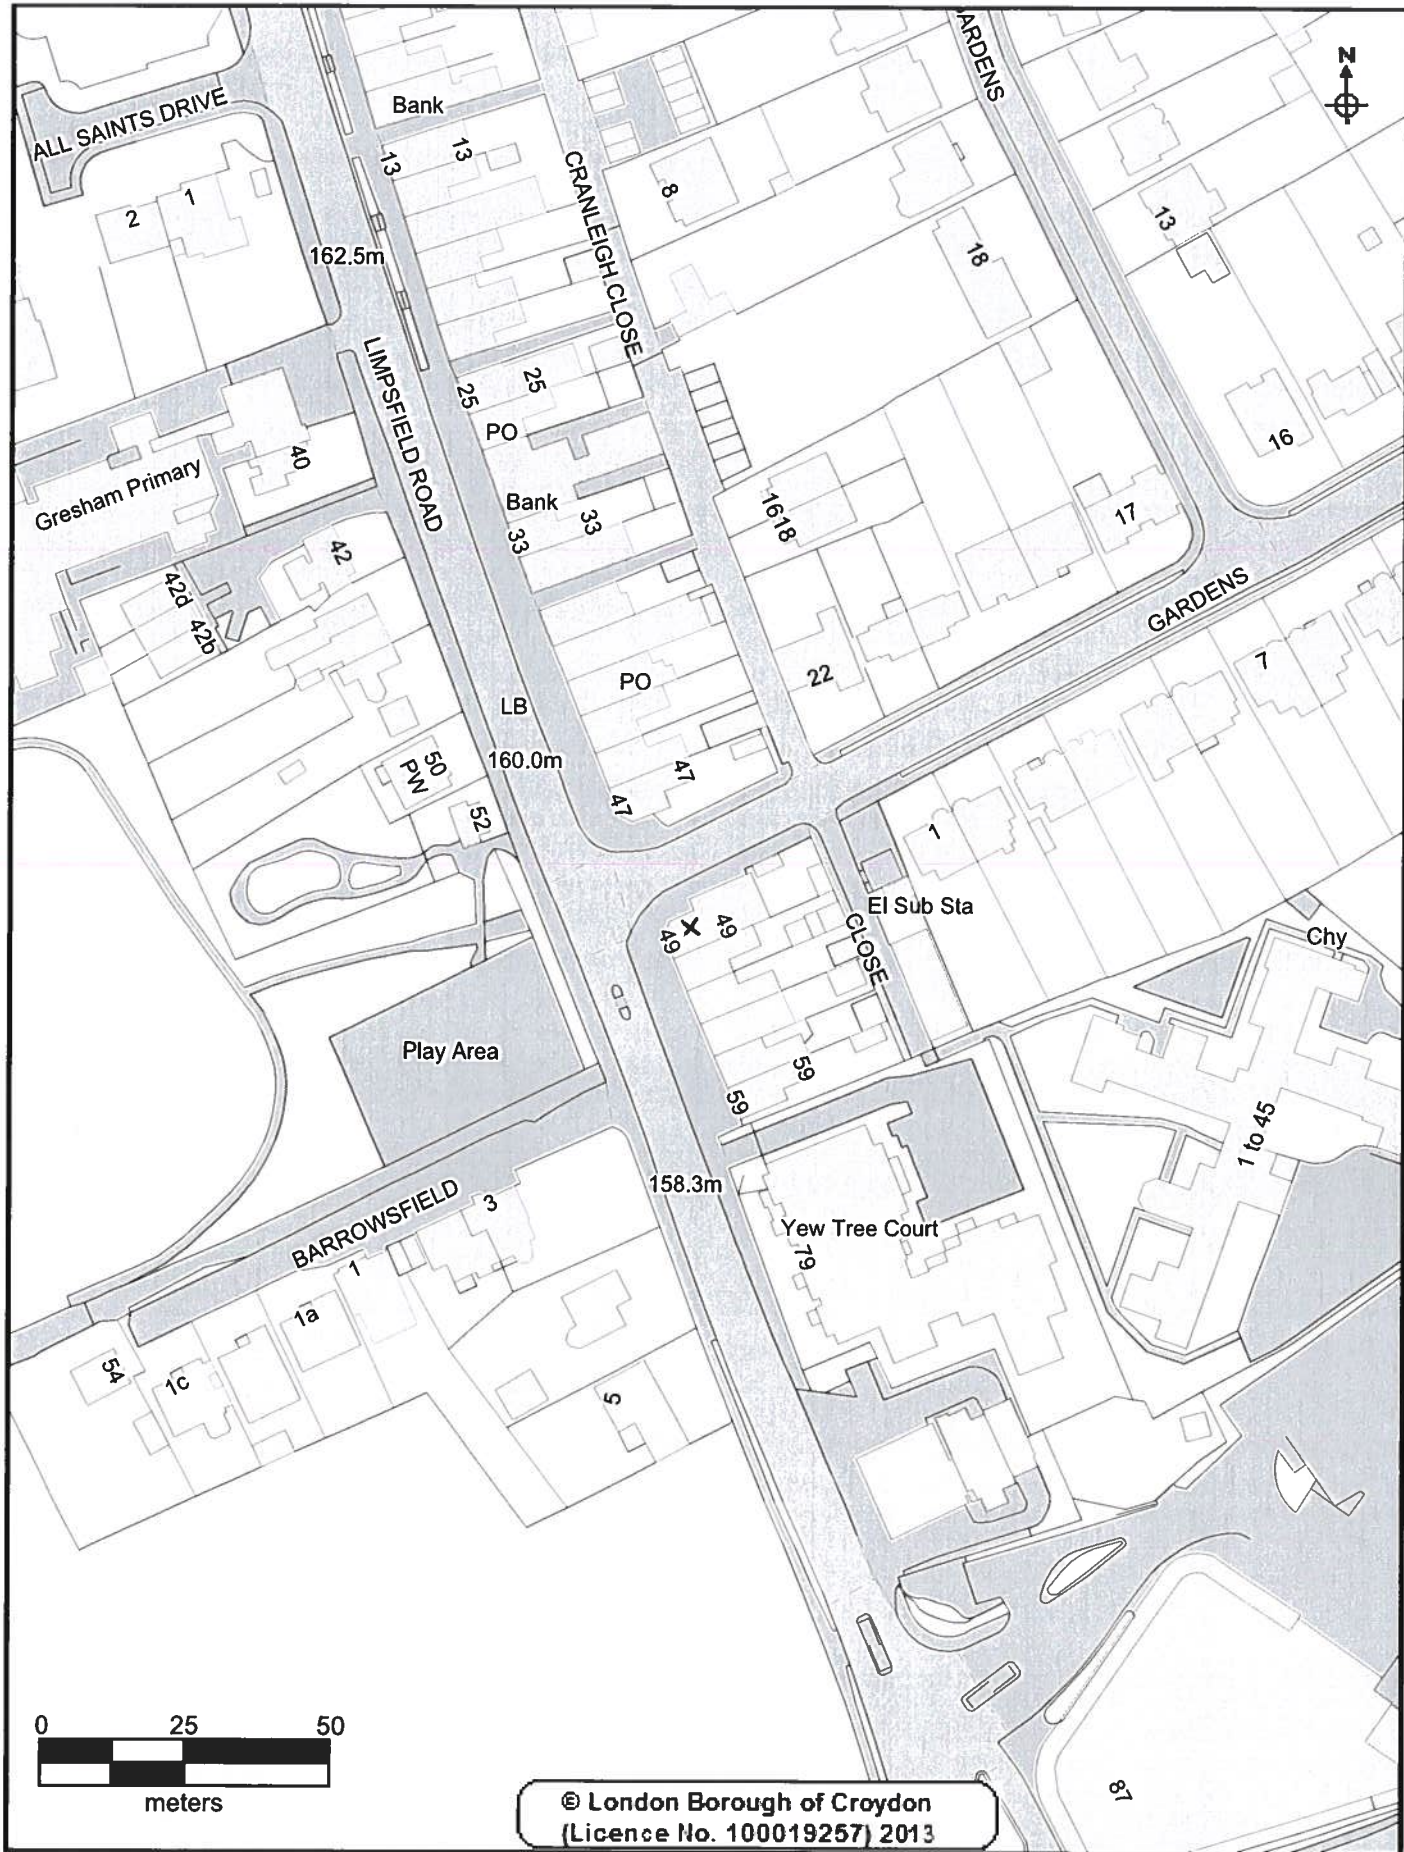 GARDENS
N
Bank
ALL SAINTS DRIVE
13
13
CRANLEIGH CLOSE
8
1
2
13
18
162.5m
LIMPSFIELD ROAD
25
25
PO
16
40
Gresham Primary
Bank
33
33
1618
17
42
42d
42b
GARDENS
PO
22
7
LB
160.0m
50
PW
47
47
52
1
El Sub Sta
49
X
49
CLOSE
Chy
Play Area
59
59
1 to 45
158.3m
BARROWSFIELD
3
Yew Tree Court
79
1
1a
54
1c
5
87
0 25 50
meters
© London Borough of Croydon
(Licence No. 100019257) 2013